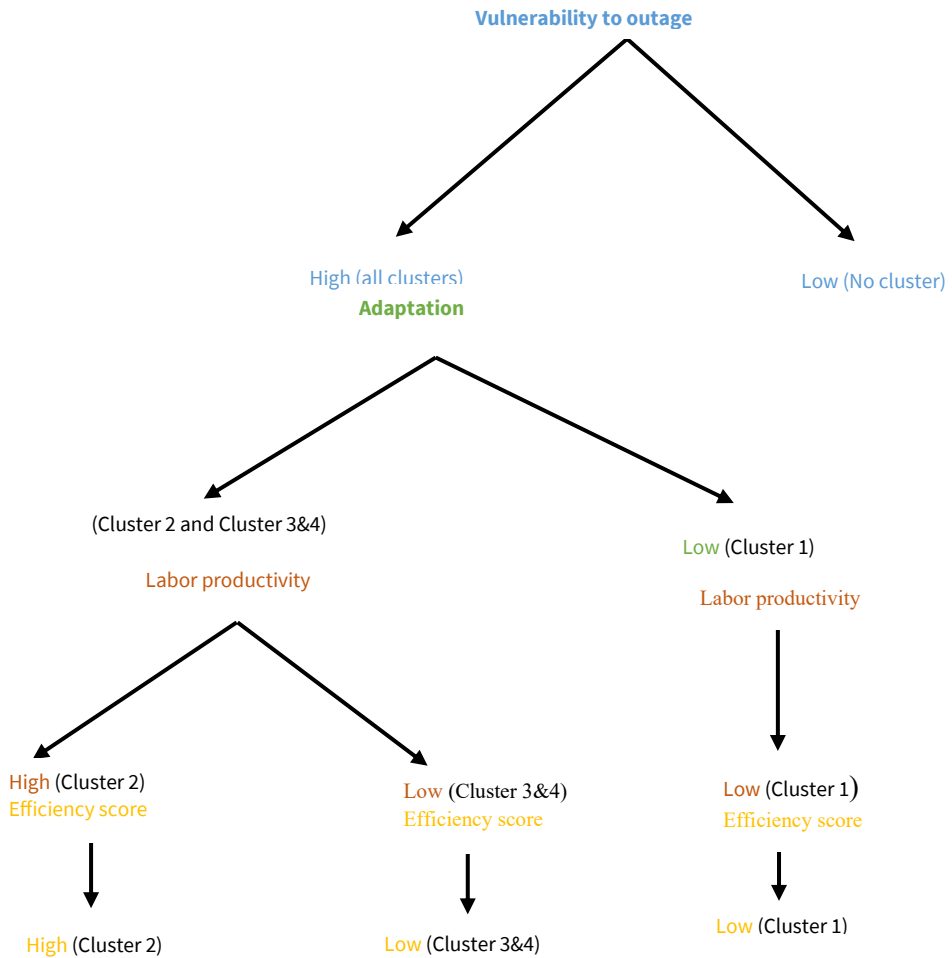 Vulnerability to outage
High (all clusters)
Low (No cluster)
Adaptation
(Cluster 2 and Cluster 3&4)
Low (Cluster 1)
Labor productivity
Labor productivity
High (Cluster 2)
Efficiency score
Low (Cluster 3&4)
Efficiency score
Low (Cluster 1)
Efficiency score
High (Cluster 2)
Low (Cluster 3&4)
Low (Cluster 1)